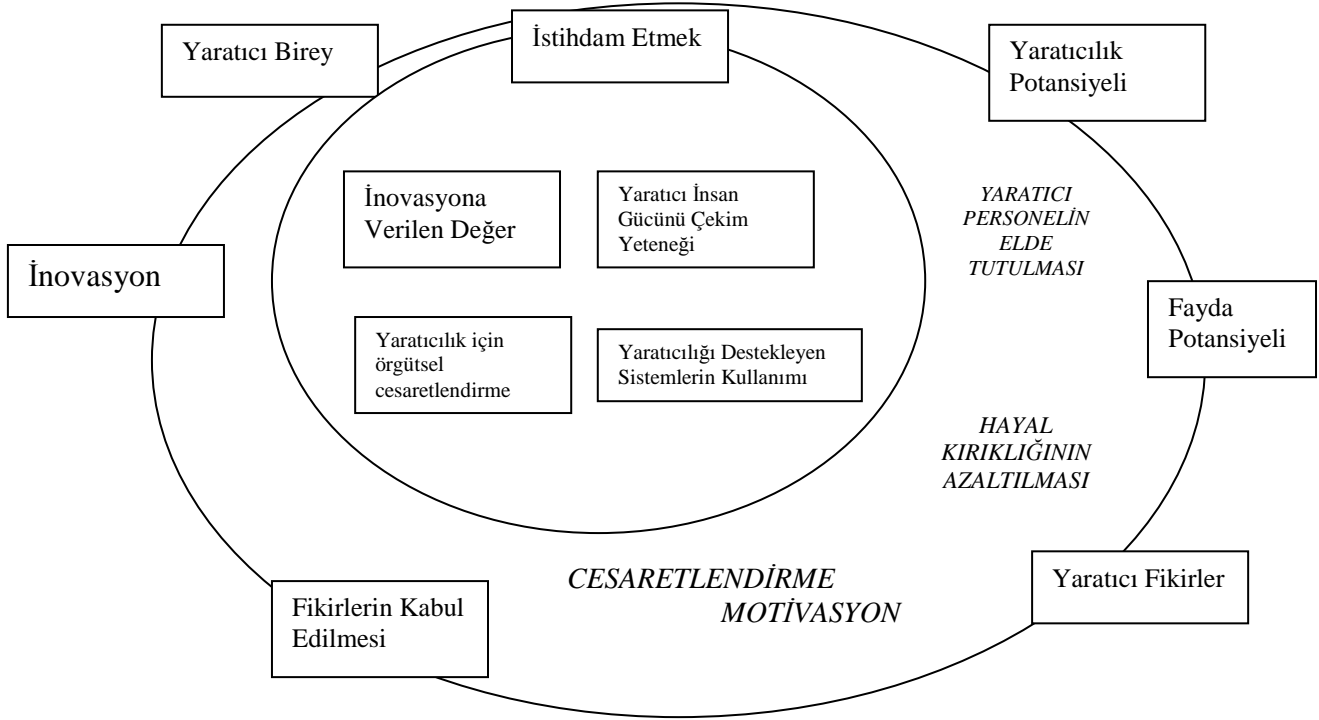 Yaratıcı Birey
İstihdam Etmek
Yaratıcılık
Potansiyeli
İnovasyona
Verilen Değer
Yaratıcı İnsan
Gücünü Çekim
Yeteneği
YARATICI
PERSONELİN
ELDE
TUTULMASI
İnovasyon
Fayda
Potansiyeli
Yaratıcılık için
örgütsel
cesaretlendirme
Yaratıcılığı Destekleyen
Sistemlerin Kullanımı
HAYAL
KIRIKLIĞININ
AZALTILMASI
CESARETLENDİRME
MOTİVASYON
Yaratıcı Fikirler
Fikirlerin Kabul
Edilmesi